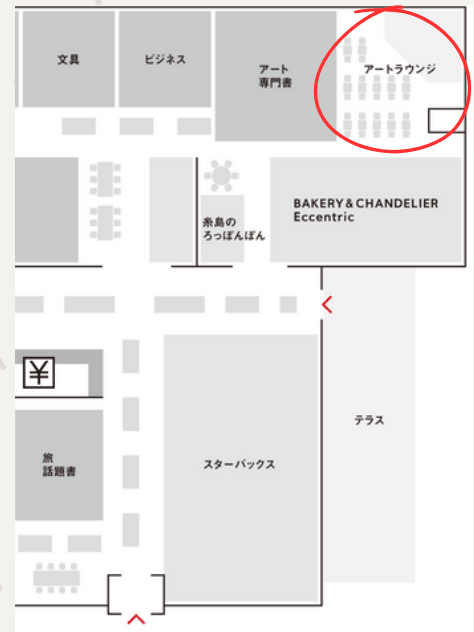 文具
ビジネス
アート
専門書
アートラウンジ
糸島の
ろっぽんぽん
BAKERY & CHANDELIER
Eccentric
¥
旅
話題書
スターバックス
テラス